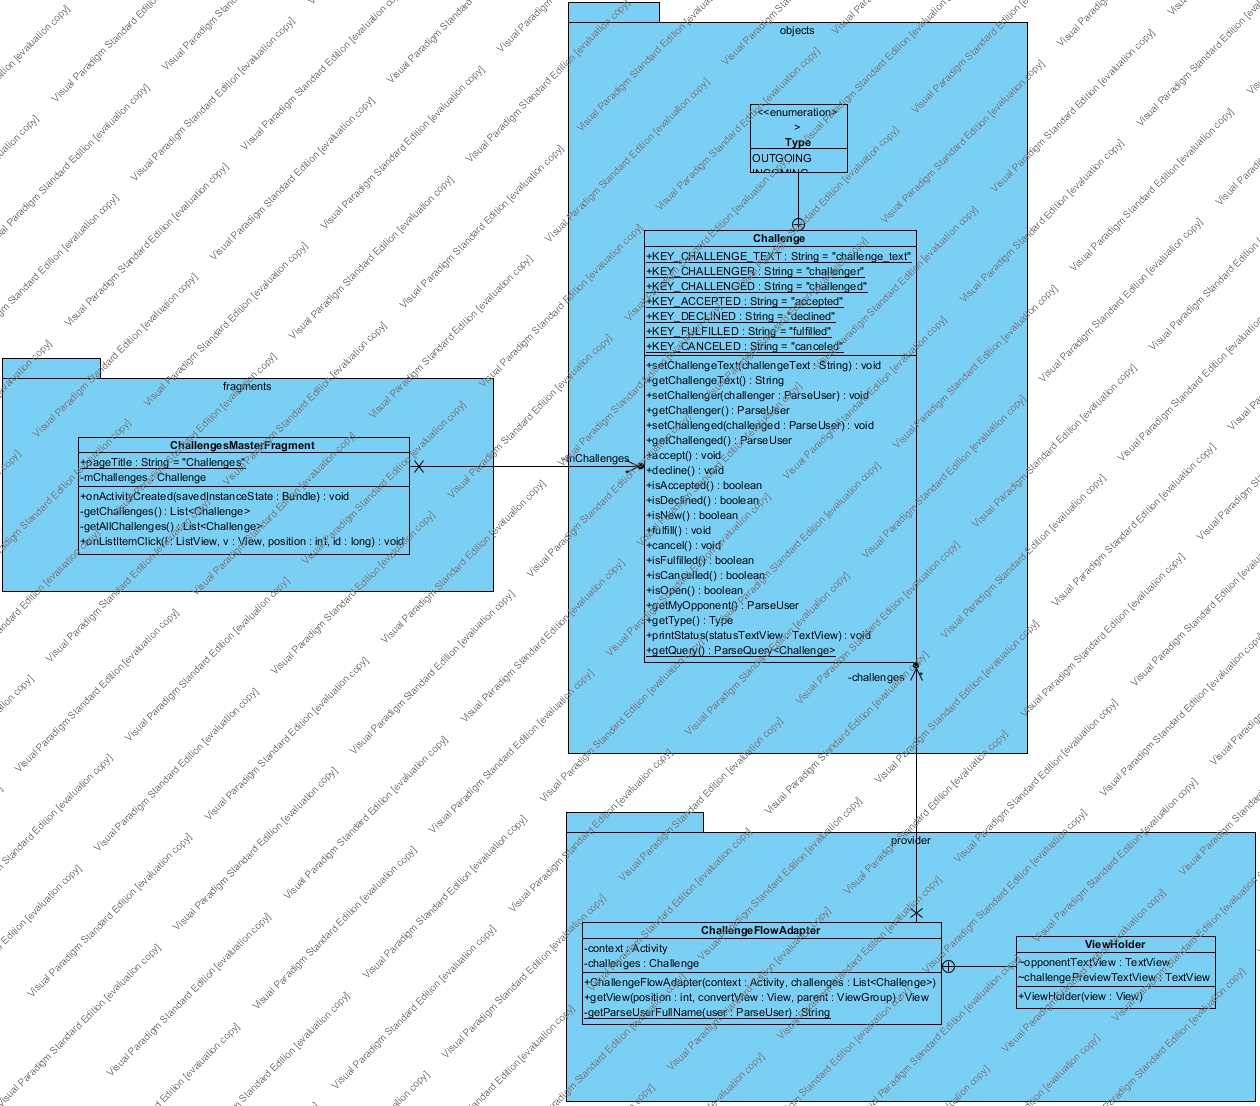 objects
<<enumeration>
>
Type
OUTGOING
INCOMING
Challenge
+KEY_CHALLENGE_TEXT : String = "challenge_text"
+KEY_CHALLENGER : String = "challenger"
+KEY_CHALLENGED : String = "challenged"
+KEY_ACCEPTED : String = "accepted"
+KEY_DECLINED : String = "declined"
+KEY_FULFILLED : String = "fulfilled"
+KEY_CANCELED : String = "canceled"
+setChallengeText(challengeText : String) : void
+getChallengeText() : String
+setChallenger(challenger : ParseUser) : void
+getChallenger() : ParseUser
+setChallenged(challenged : ParseUser) : void
+getChallenged() : ParseUser
+accept() : void
+decline() : void
+isAccepted() : boolean
+isDeclined() : boolean
+isNew() : boolean
+fulfill() : void
+cancel() : void
+isFulfilled() : boolean
+isCancelled() : boolean
+isOpen() : boolean
+getMyOpponent() : ParseUser
+getType() : Type
+printStatus(statusTextView : TextView) : void
+getQuery() : ParseQuery<Challenge>
fragments
ChallengesMasterFragment
+pageTitle : String = "Challenges"
-mChallenges : Challenge
+onActivityCreated(savedInstanceState : Bundle) : void
-getChallenges() : List<Challenge>
-getAllChallenges() : List<Challenge>
+onListItemClick(l : ListView, v : View, position : int, id : long) : void
-mChallenges
-challenges
provider
ChallengeFlowAdapter
-context : Activity
-challenges : Challenge
+ChallengeFlowAdapter(context : Activity, challenges : List<Challenge>)
+getView(position : int, convertView : View, parent : ViewGroup) : View
-getParseUserFullName(user : ParseUser) : String
ViewHolder
~opponentTextView : TextView
~challengePreviewTextView : TextView
+ViewHolder(view : View)
Visual Paradigm Standard Edition [evaluation copy]